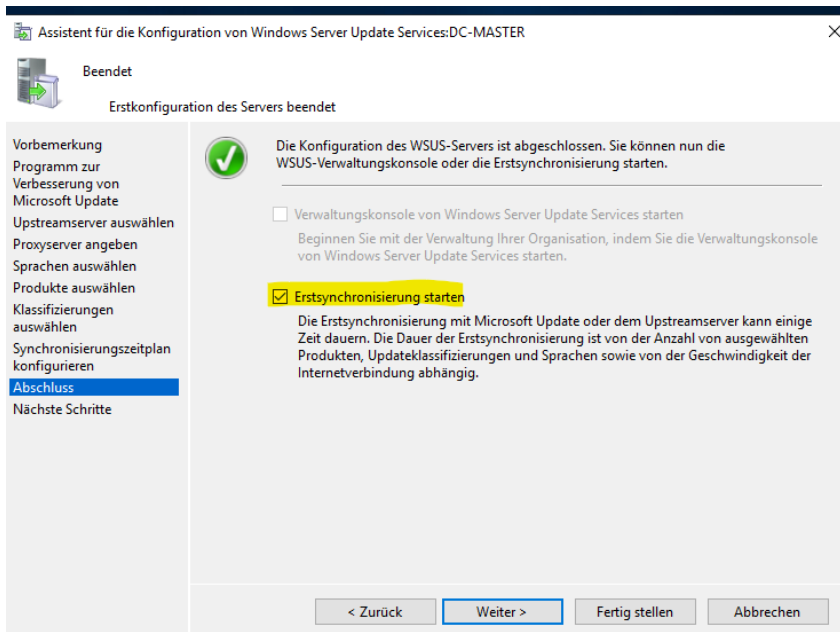 Assistent für die Konfiguration von Windows Server Update Services:DC-MASTER
Beendet
Erstkonfiguration des Servers beendet
Vorbemerkung
Programm zur
Verbesserung von
Microsoft Update
Upstreamserver auswählen
Proxyserver angeben
Sprachen auswählen
Produkte auswählen
Klassifizierungen
auswählen
Synchronisierungszeitplan
konfigurieren
Abschluss
Nächste Schritte
Die Konfiguration des WSUS-Servers ist abgeschlossen. Sie können nun die
WSUS-Verwaltungskonsole oder die Erstsynchronisierung starten.
Verwaltungskonsole von Windows Server Update Services starten
Beginnen Sie mit der Verwaltung Ihrer Organisation, indem Sie die Verwaltungskonsole
von Windows Server Update Services starten.
Erstsynchronisierung starten
Die Erstsynchronisierung mit Microsoft Update oder dem Upstreamserver kann einige
Zeit dauern. Die Dauer der Erstsynchronisierung ist von der Anzahl von ausgewählten
Produkten, Updateklassifizierungen und Sprachen sowie von der Geschwindigkeit der
Internetverbindung abhängig.
< Zurück
Weiter >
Fertig stellen
Abbrechen